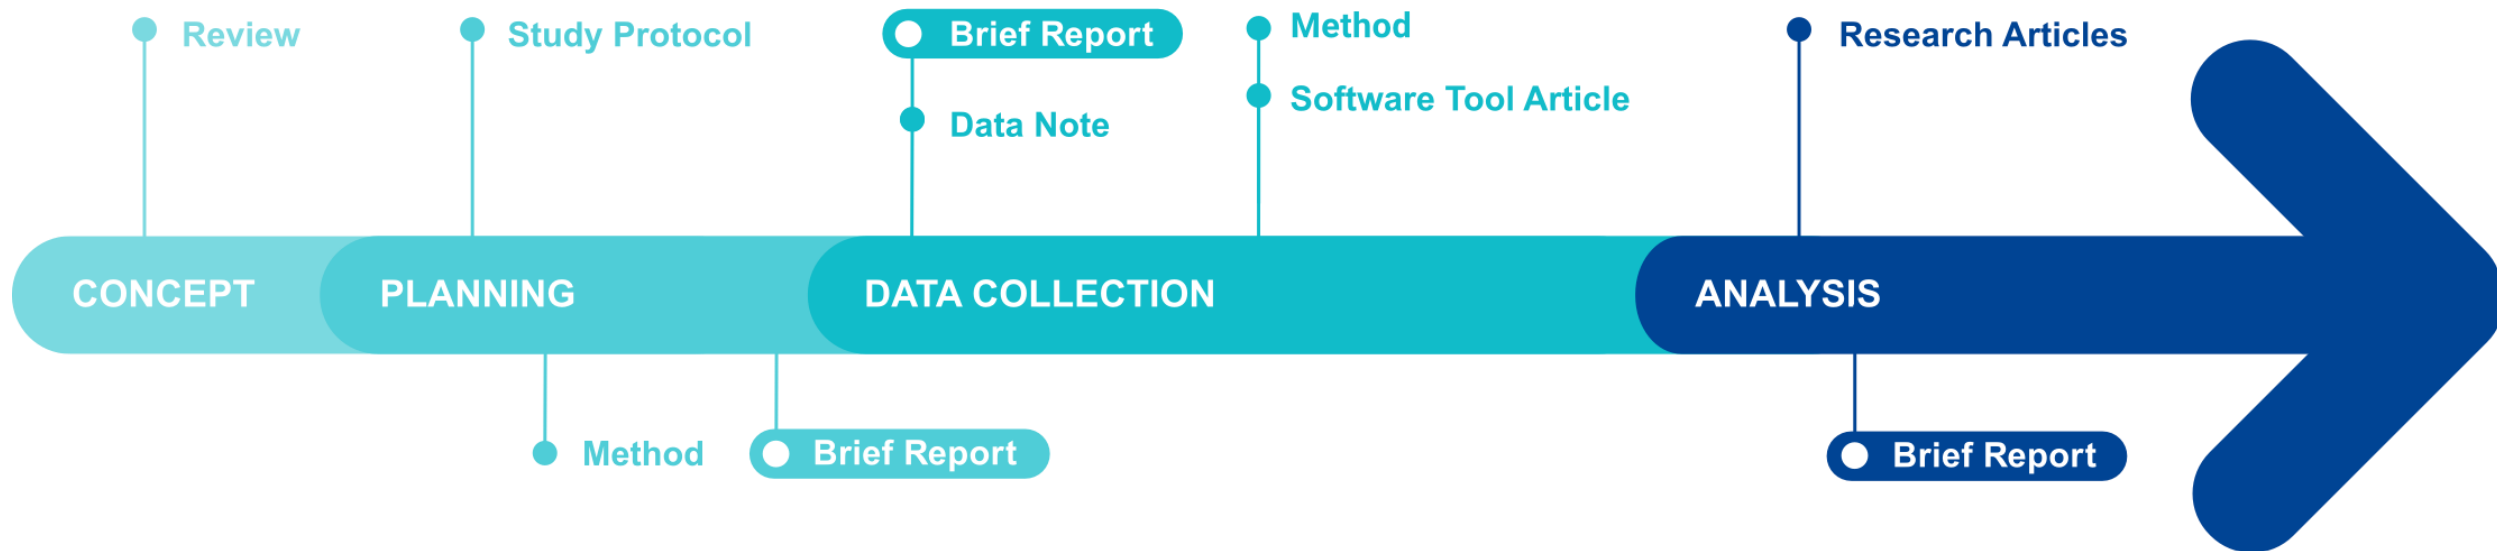 Review
Study Protocol
Brief Report
Data Note
Method
Software Tool Article
Research Articles
CONCEPT
PLANNING
DATA COLLECTION
ANALYSIS
Method
Brief Report
Brief Report